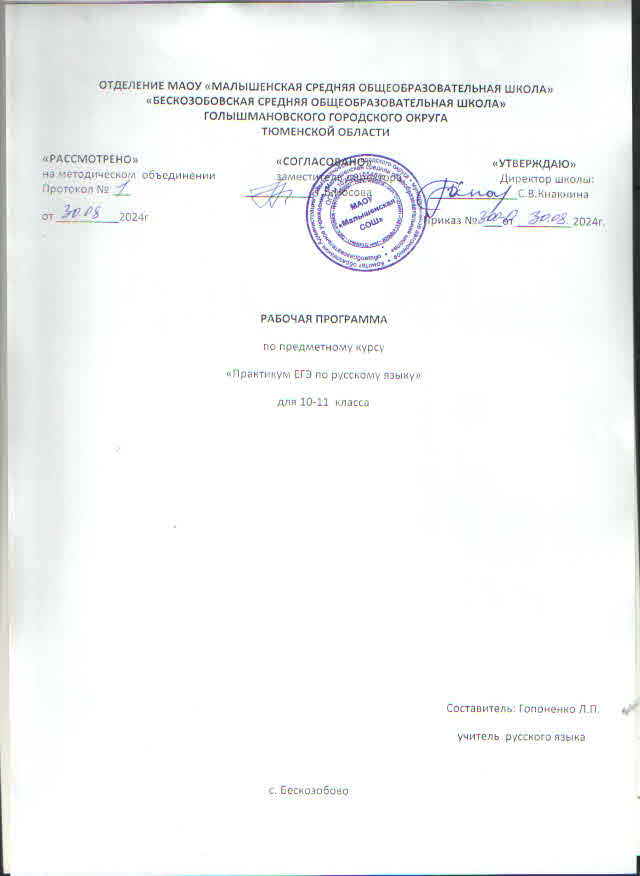 ОТДЕЛЕНИЕ МАОУ «МАЛЫШЕНСКАЯ СРЕДНЯЯ ОБЩЕОБРАЗОВАТЕЛЬНАЯ ШКОЛА»
«БЕСКОЗОБОВСКАЯ СРЕДНЯЯ ОБЩЕОБРАЗОВАТЕЛЬНАЯ ШКОЛА»
ГОЛЫШМАНОВСКОГО ГОРОДСКОГО ОКРУГА
ТЮМЕНСКОЙ ОБЛАСТИ
«РАССМОТРЕНО» «СОГЛАСОВАНО» «УТВЕРЖДАЮ»
на методическом объединении заместитель директора Директор школы:
Протокол № 1 Носова С.В.Кнакнина
от 30.08 2024г Приказ № от 30.08. 2024г.
МАОУ
«Малышенская
СОШ»
РАБОЧАЯ ПРОГРАММА
по предметному курсу
«Практикум ЕГЭ по русскому языку»
для 10-11 класса
Составитель: Гопоненко Л.П.
учитель русского языка
с. Бескозобово